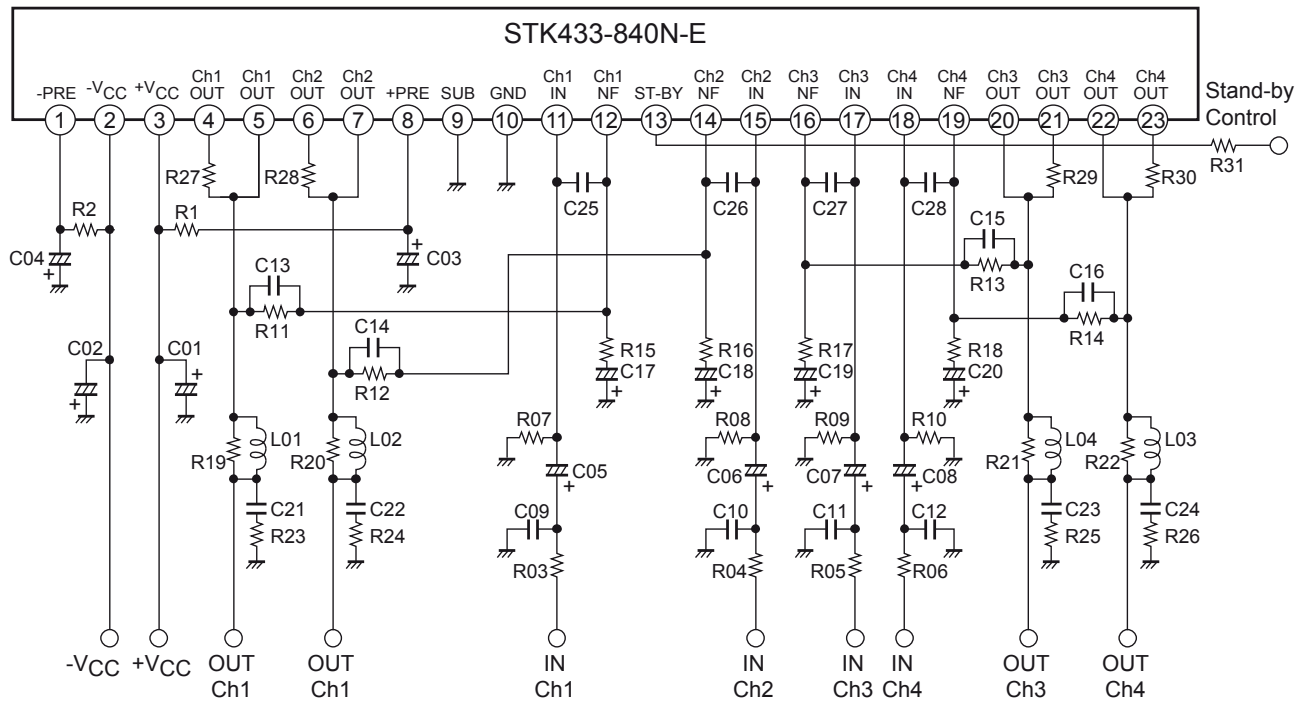 STK433-840N-E
-PRE -VCC +VCC Ch1 OUT Ch1 OUT Ch2 OUT Ch2 OUT +PRE SUB GND Ch1 IN Ch1 NF ST-BY Ch2 NF Ch2 IN Ch3 NF Ch3 IN Ch4 IN Ch4 NF Ch3 OUT Ch3 OUT Ch4 OUT Ch4 OUT
1 2 3 4 5 6 7 8 9 10 11 12 13 14 15 16 17 18 19 20 21 22 23
Stand-by
Control
R31
R27 R28 R29 R30
C25 C26 C27 C28
R2 R1
C15
C04 + + C03
R13
C13 C16
R11 R14
C14
C02 C01 +
R12
R15 R16 R17 R18
C17 C18 C19 C20
+ + + + +
R07 R08 R09 R10
L01 L02 L04 L03
R19 R20 R21 R22
C05 C06 C07 C08
+ + + +
C21 C22 C09 C10 C11 C12 C23 C24
R23 R24 R25 R26
R03 R04 R05 R06
-VCC +VCC OUT Ch1 OUT Ch1 IN Ch1 IN Ch2 IN Ch3 IN Ch4 OUT Ch3 OUT Ch4